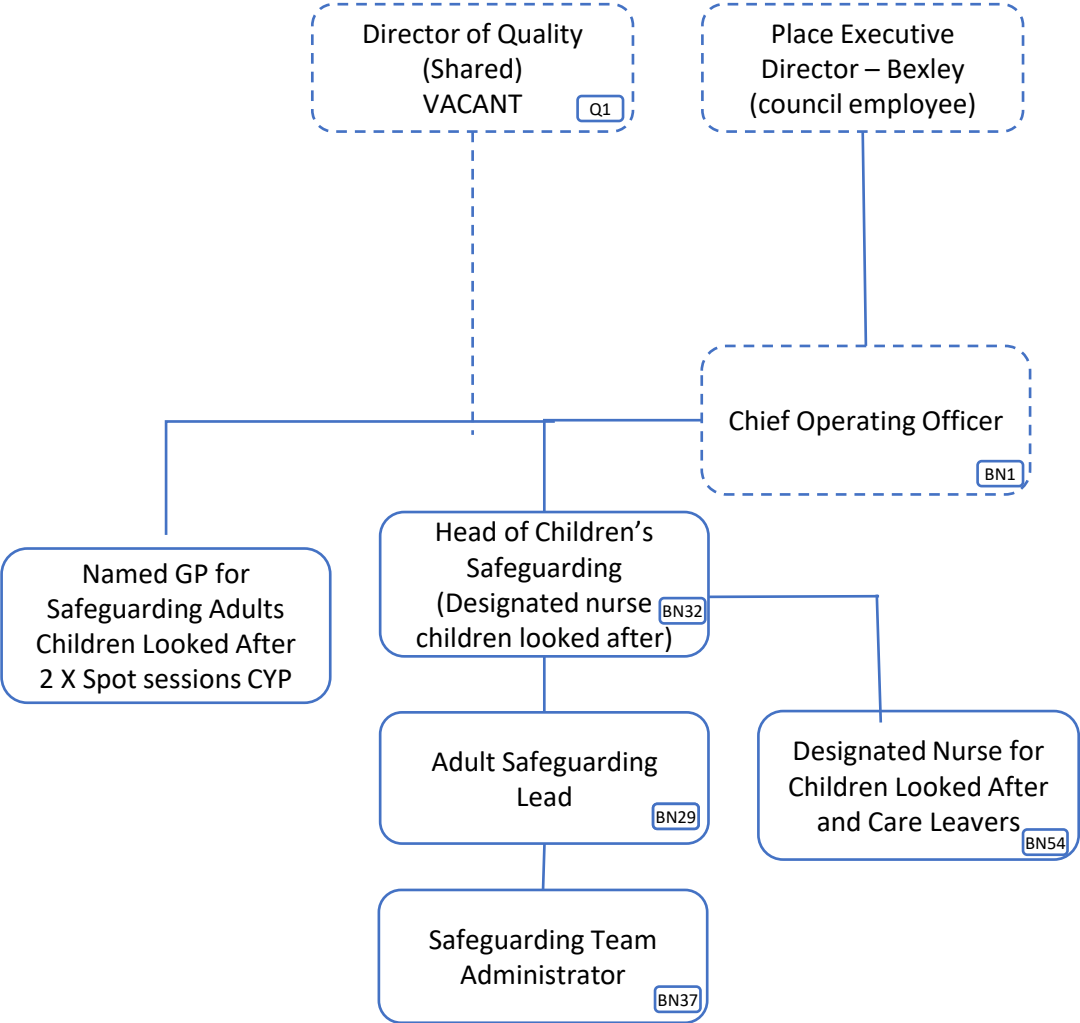 Director of Quality
(Shared)
VACANT
Q1
Place Executive
Director – Bexley
(council employee)
Chief Operating Officer
BN1
Named GP for
Safeguarding Adults
Children Looked After
2 X Spot sessions CYP
Head of Children’s
Safeguarding
(Designated nurse
children looked after)
BN32
Adult Safeguarding
Lead
BN29
Designated Nurse for
Children Looked After
and Care Leavers
BN54
Safeguarding Team
Administrator
BN37